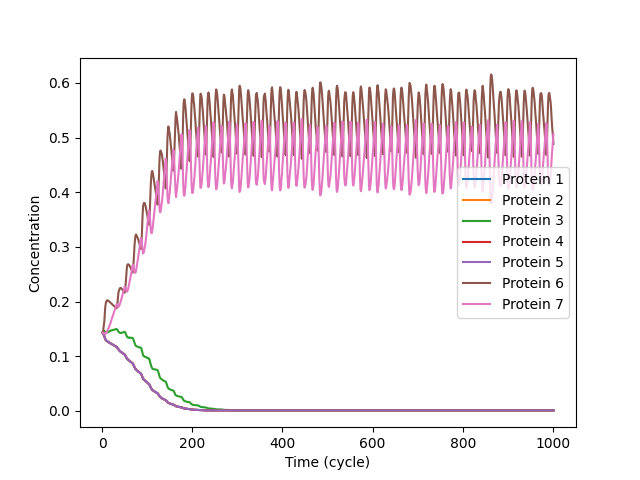 0.6
0.5
0.4
0.3
0.2
0.1
0.0
Concentration
Protein 1
Protein 2
Protein 3
Protein 4
Protein 5
Protein 6
Protein 7
0 200 400 600 800 1000
Time (cycle)